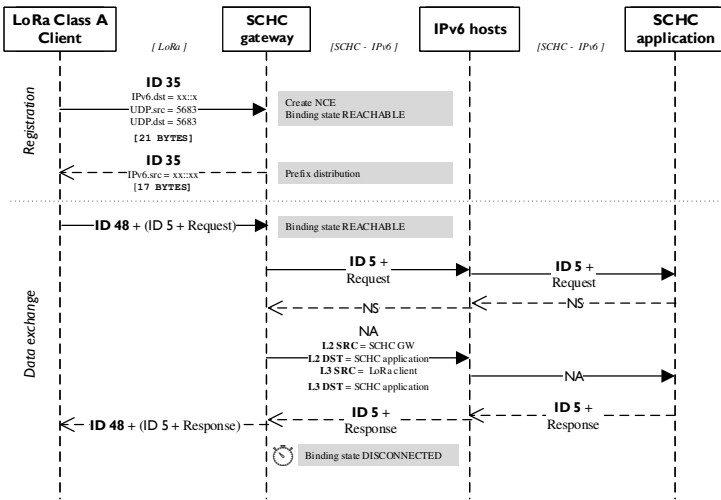 LoRa Class A
Client
SCHC
gateway
IPv6 hosts
SCHC
application
[ LoRa ]
[SCHC - IPv6 ]
[SCHC - IPv6 ]
Registration
ID 35
IPv6.dst = xx::x
UDP.src = 5683
UDP.dst = 5683
[21 BYTES]
Create NCE
Binding state REACHABLE
ID 35
IPv6.src = xx::xx
[17 BYTES]
Prefix distribution
Data exchange
ID 48 + (ID 5 + Request)
Binding state REACHABLE
ID 5 +
Request
ID 5 +
Request
NS
NS
NA
L2 SRC = SCHC GW
L2 DST = SCHC application
L3 SRC = LoRa client
L3 DST = SCHC application
NA
ID 5 +
Response
ID 5 +
Response
ID 48 + (ID 5 + Response)
Binding state DISCONNECTED